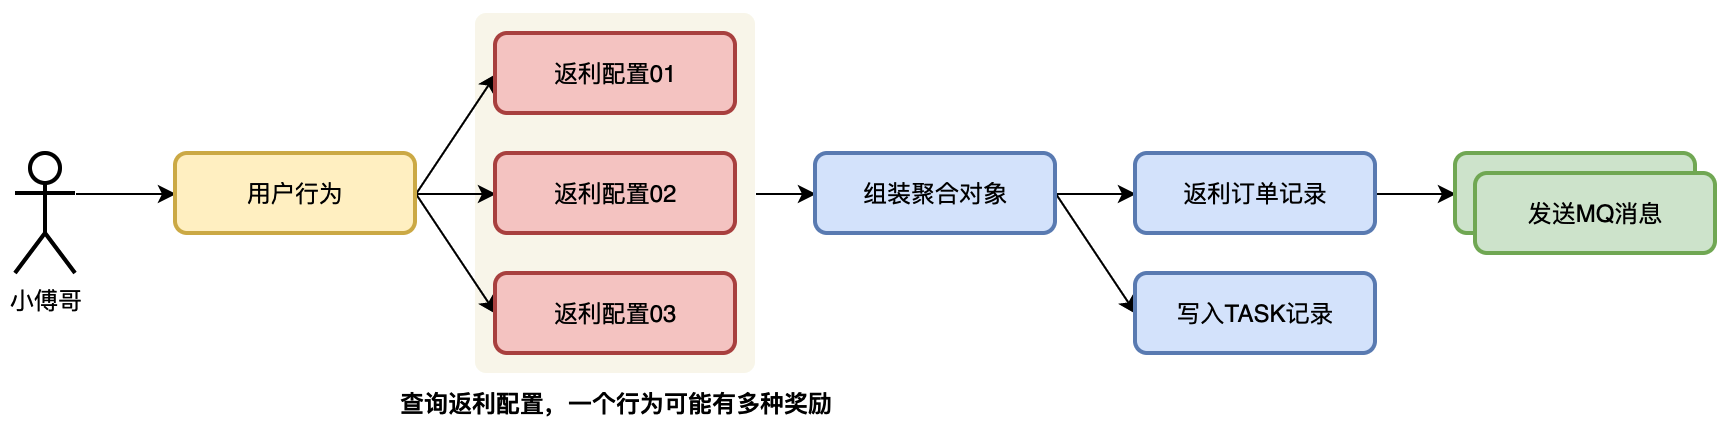 小傅哥
用户行为
返利配置01
返利配置02
返利配置03
查询返利配置，一个行为可能有多种奖励
组装聚合对象
返利订单记录
写入TASK记录
发送MQ消息